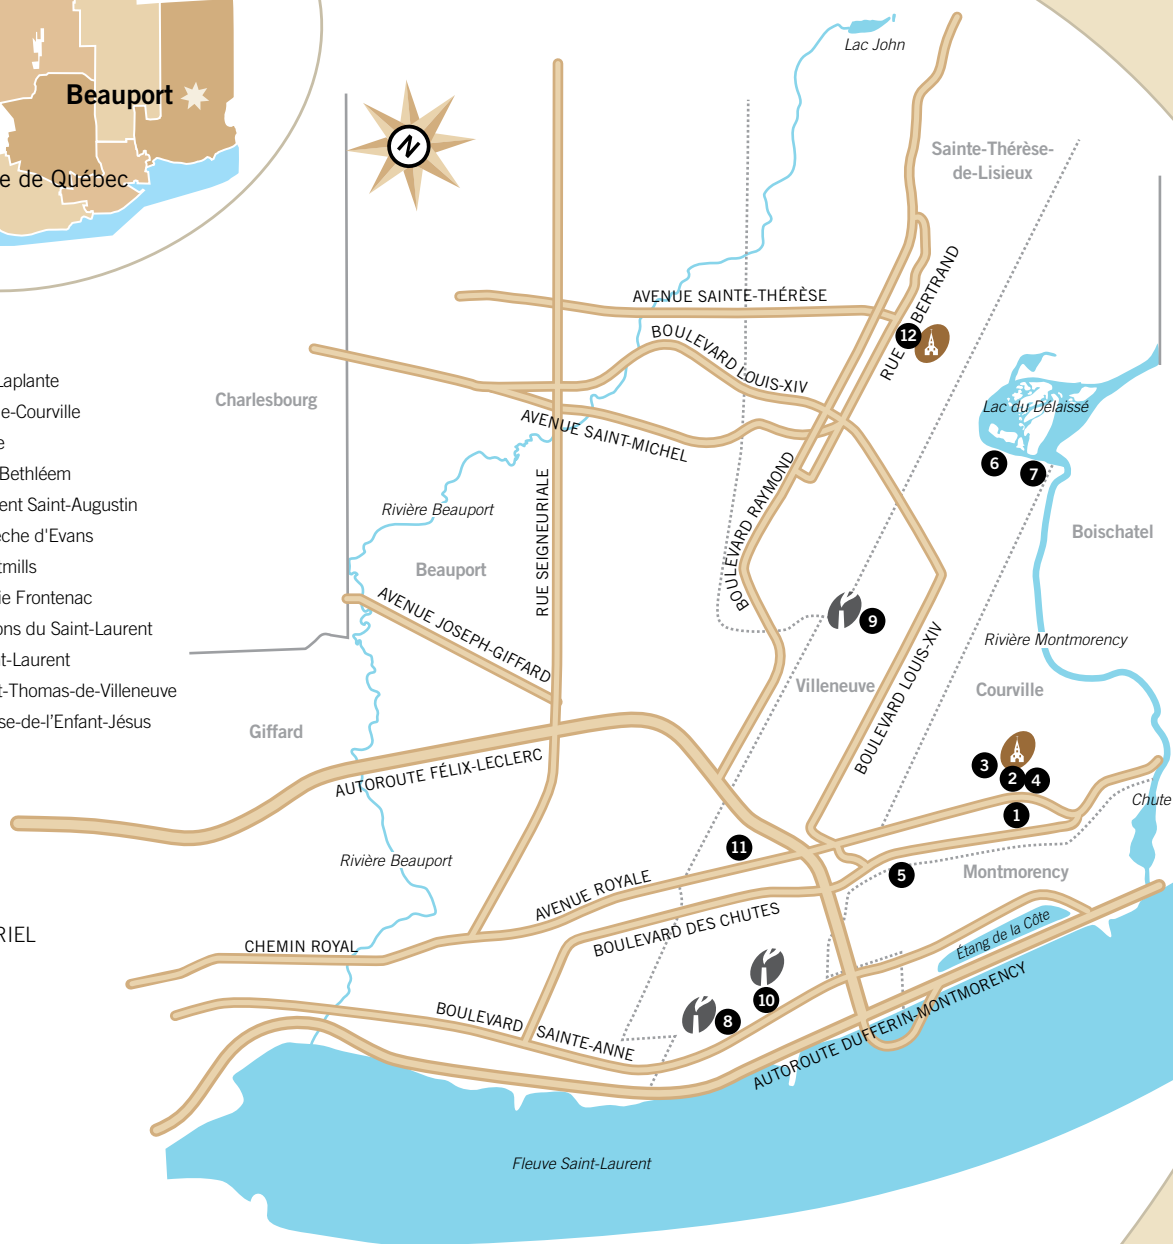 Beauport
e de Québec
N
Lac John
Sainte-Thérèse-
de-Lisieux
AVENUE SAINTE-THÉRÈSE
BOULEVARD LOUIS-XIV
RUE BERTRAND
12
Laplante
e-Courville
e
Bethléem
ent Saint-Augustin
èche d'Evans
tmills
ie Frontenac
ons du Saint-Laurent
t-Laurent
t-Thomas-de-Villeneuve
se-de-l'Enfant-Jésus
RIEL
Charlesbourg
AVENUE SAINT-MICHEL
Lac du Délaissé
6
7
Rivière Beauport
RUE SEIGNEURIALE
BOULEVARD RAYMOND
Boischatel
Beauport
AVENUE JOSEPH-GIFFARD
9
Rivière Montmorency
Villeneuve
BOULEVARD LOUIS-XIV
Courville
Giffard
AUTOROUTE FÉLIX-LECLERC
3
2
4
1
Chute
Rivière Beauport
11
5
Montmorency
AVENUE ROYALE
CHEMIN ROYAL
BOULEVARD DES CHUTES
Étang de la Côte
10
8
BOULEVARD SAINTE-ANNE
AUTOROUTE DUFFERIN-MONTMORENCY
Fleuve Saint-Laurent